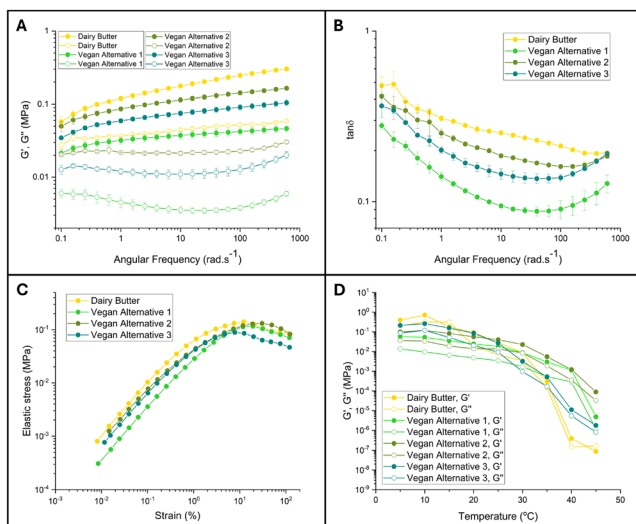 A
Dairy Butter
Dairy Butter
Vegan Alternative 1
Vegan Alternative 1
Vegan Alternative 2
Vegan Alternative 2
Vegan Alternative 3
Vegan Alternative 3
G', G'' (MPa)
1
0.1
0.01
0.1
1
10
100
1000
Angular Frequency (rad.s⁻¹)
B
Dairy Butter
Vegan Alternative 1
Vegan Alternative 2
Vegan Alternative 3
tanδ
1
0.1
0.1
1
10
100
1000
Angular Frequency (rad.s⁻¹)
C
Dairy Butter
Vegan Alternative 1
Vegan Alternative 2
Vegan Alternative 3
Elastic stress (MPa)
10⁰
10⁻¹
10⁻²
10⁻³
10⁻⁴
10⁻³
10⁻²
10⁻¹
10⁰
10¹
10²
Strain (%)
D
G', G'' (MPa)
10¹
10⁰
10⁻¹
10⁻²
10⁻³
10⁻⁴
10⁻⁵
10⁻⁶
10⁻⁷
10⁻⁸
10⁻⁹
Dairy Butter, G'
Dairy Butter, G''
Vegan Alternative 1, G'
Vegan Alternative 1, G''
Vegan Alternative 2, G'
Vegan Alternative 2, G''
Vegan Alternative 3, G'
Vegan Alternative 3, G''
0
10
20
30
40
50
Temperature (°C)